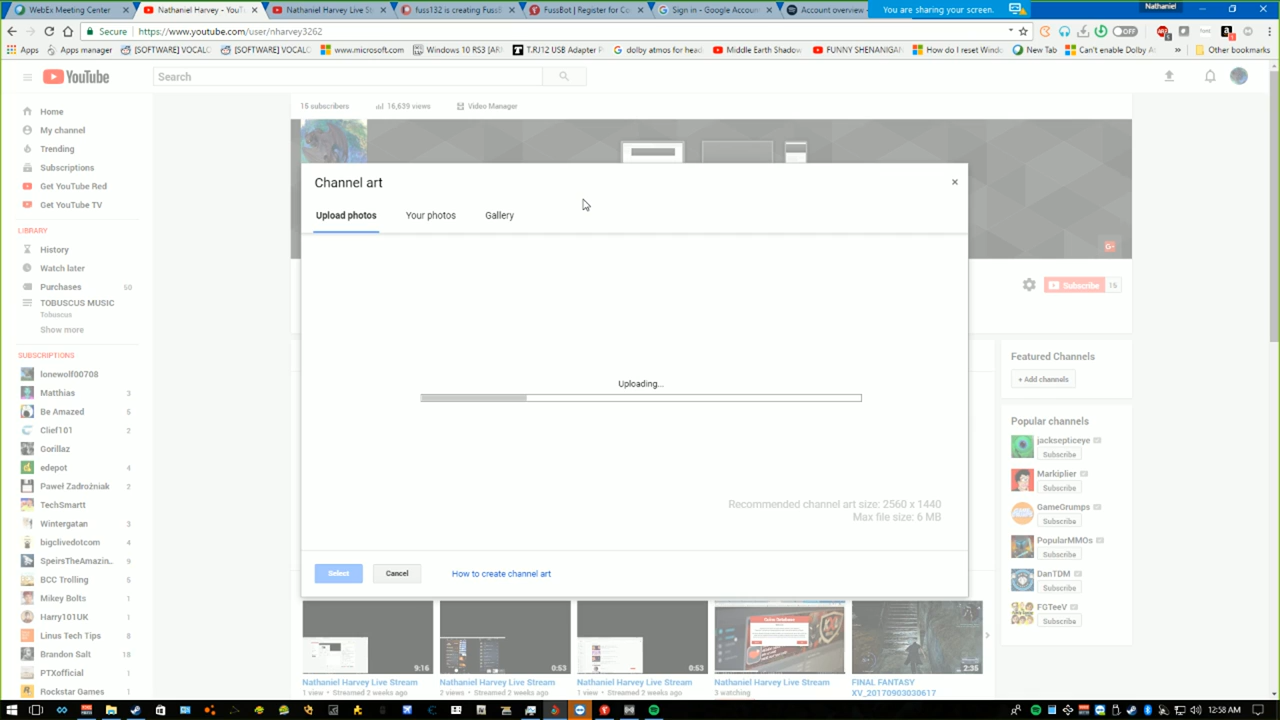 WebEx Meeting Center
Nathaniel Harvey - YouT
Nathaniel Harvey Live St
fuss132 is creating FussB
FussBot | Register for Co
Sign in - Google Accoun
Account overview -
You are sharing your screen.
Nathaniel
Secure
https://www.youtube.com/user/nharvey3262
OFF
Apps
Apps manager
[SOFTWARE] VOCALO
[SOFTWARE] VOCALO
www.microsoft.com
Windows 10 RS3 [ARM
T.RJ12 USB Adapter P
dolby atmos for head
Middle Earth Shadow
FUNNY SHENANIGAN
How do I reset Windo
New Tab
Can't enable Dolby A
Other bookmarks
YouTube
Search
Home
My channel
Trending
Subscriptions
Get YouTube Red
Get YouTube TV
LIBRARY
History
Watch later
Purchases 50
TOBUSCUS MUSIC
Tobuscus
Show more
SUBSCRIPTIONS
lonewolf00708
Matthias 3
Be Amazed 3
Clief101 2
Gorillaz
edepot 4
Paweł Zadrożniak 2
TechSmartt
Wintergatan 3
bigclivedotcom 4
SpeirsTheAmazin.. 9
BCC Trolling 5
Mikey Bolts 1
Harry101UK 1
Linus Tech Tips 8
Brandon Salt 18
PTXofficial
Rockstar Games 1
15 subscribers
16,639 views
Video Manager
Channel art
Upload photos
Your photos
Gallery
Uploading...
Recommended channel art size: 2560 x 1440
Max file size: 6 MB
Select
Cancel
How to create channel art
Subscribe 15
Featured Channels
+ Add channels
Popular channels
jacksepticeye
Subscribe
Markiplier
Subscribe
GameGrumps
Subscribe
PopularMMOs
Subscribe
DanTDM
Subscribe
FGTeeV
Subscribe
9:16
0:53
0:53
2:35
Nathaniel Harvey Live Stream
1 view • Streamed 2 weeks ago
Nathaniel Harvey Live Stream
2 views • Streamed 2 weeks ago
Nathaniel Harvey Live Stream
1 view • Streamed 2 weeks ago
Nathaniel Harvey Live Stream
3 watching
FINAL FANTASY
XV_20170903030617
12:58 AM